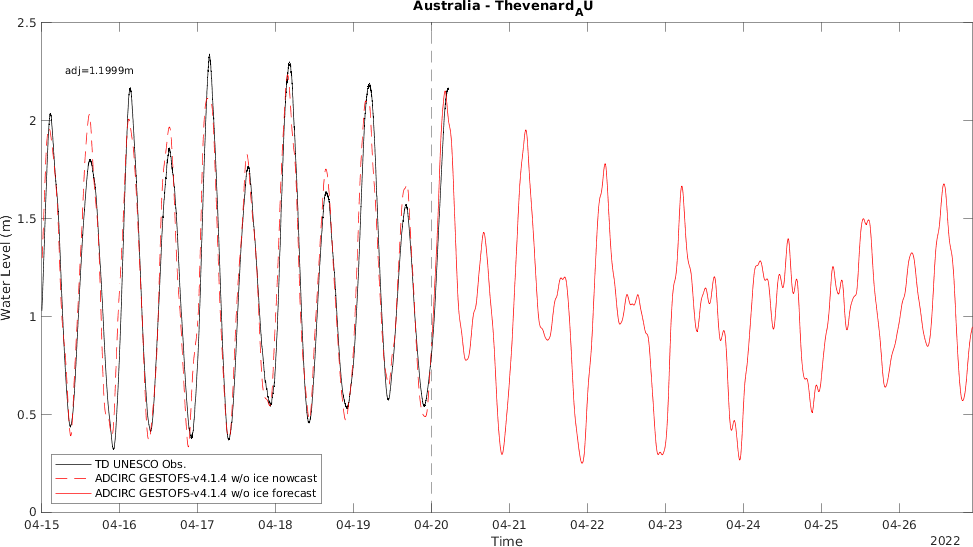 Australia - Thevenard_AU
2.5
adj=1.1999m
2
1.5
Water Level (m)
1
0.5
TD UNESCO Obs.
ADCIRC GESTOFS-v4.1.4 w/o ice nowcast
ADCIRC GESTOFS-v4.1.4 w/o ice forecast
0
04-15 04-16 04-17 04-18 04-19 04-20 04-21 04-22 04-23 04-24 04-25 04-26
Time
2022